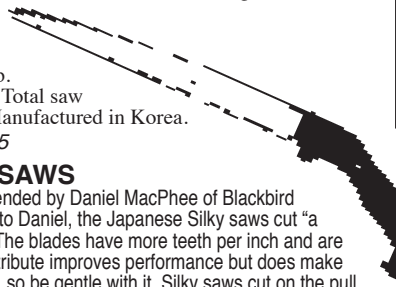 o.
Total saw
Manufactured in Korea.
5
SAWS
ended by Daniel MacPhee of Blackbird
to Daniel, the Japanese Silky saws cut “a
The blades have more teeth per inch and are
tribute improves performance but does make
, so be gentle with it. Silky saws cut on the pull